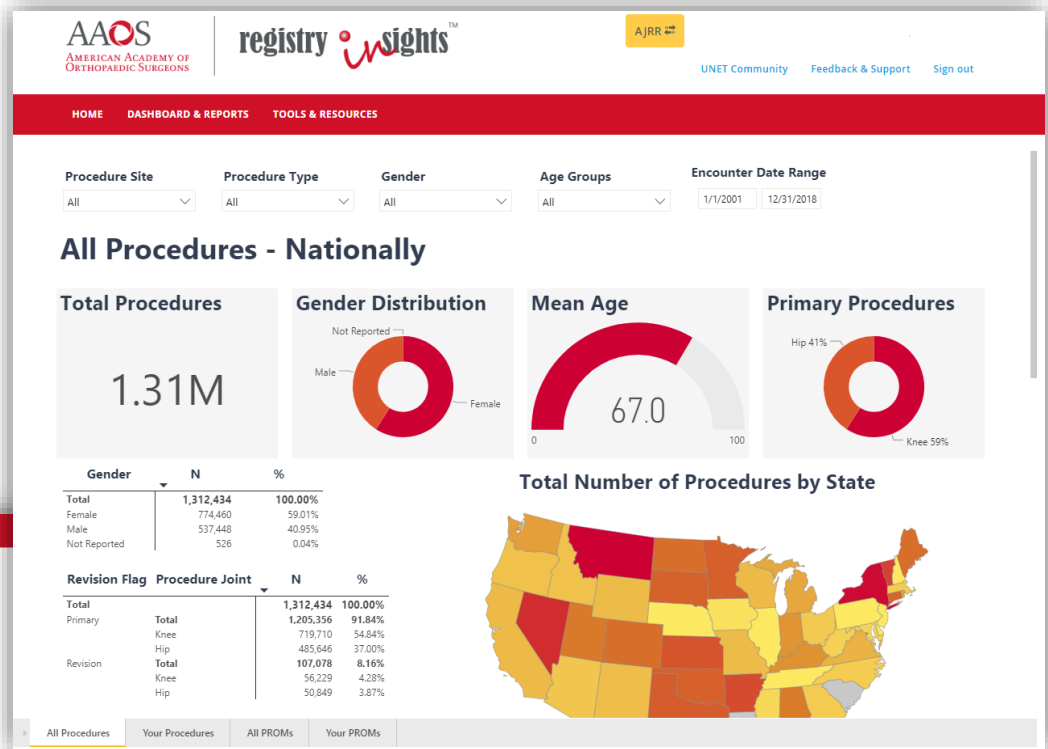 AAOS
AMERICAN ACADEMY OF
ORTHOPAEDIC SURGEONS
registry insights™
AJRR
UNET Community Feedback & Support Sign out
HOME DASHBOARD & REPORTS TOOLS & RESOURCES
Procedure Site Procedure Type Gender Age Groups Encounter Date Range
All All All All 1/1/2001 12/31/2018
All Procedures - Nationally
Total Procedures
1.31M
Gender Distribution
Not Reported
Male
Female
Mean Age
67.0
0 100
Primary Procedures
Hip 41%
Knee 59%
Gender N %
Total 1,312,434 100.00%
Female 774,460 59.01%
Male 537,448 40.95%
Not Reported 526 0.04%
Revision Flag Procedure Joint N %
Total 1,312,434 100.00%
Primary Total 1,205,356 91.84%
Knee 719,710 54.84%
Hip 485,646 37.00%
Revision Total 107,078 8.16%
Knee 56,229 4.28%
Hip 50,849 3.87%
Total Number of Procedures by State
All Procedures Your Procedures All PROMs Your PROMs